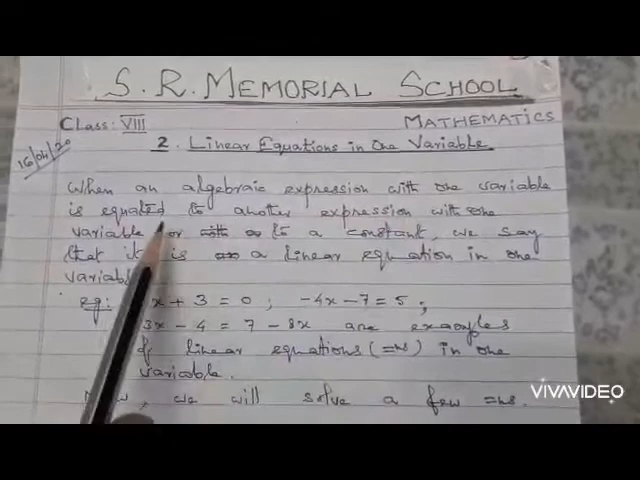 S. R. MEMORIAL SCHOOL
Class: VIII MATHEMATICS
16/04/20
2. Linear Equations in One Variable
When an algebraic expression with one variable
is equated to another expression with one
variable or to a constant, we say
that it is a linear equation in one
variable
eg: x + 3 = 0 ; -4x - 7 = 5 ;
3x - 4 = 7 - 8x are examples
of linear equations (=ns) in one
variable.
, we will solve a few =ns.
VIVAVIDEO